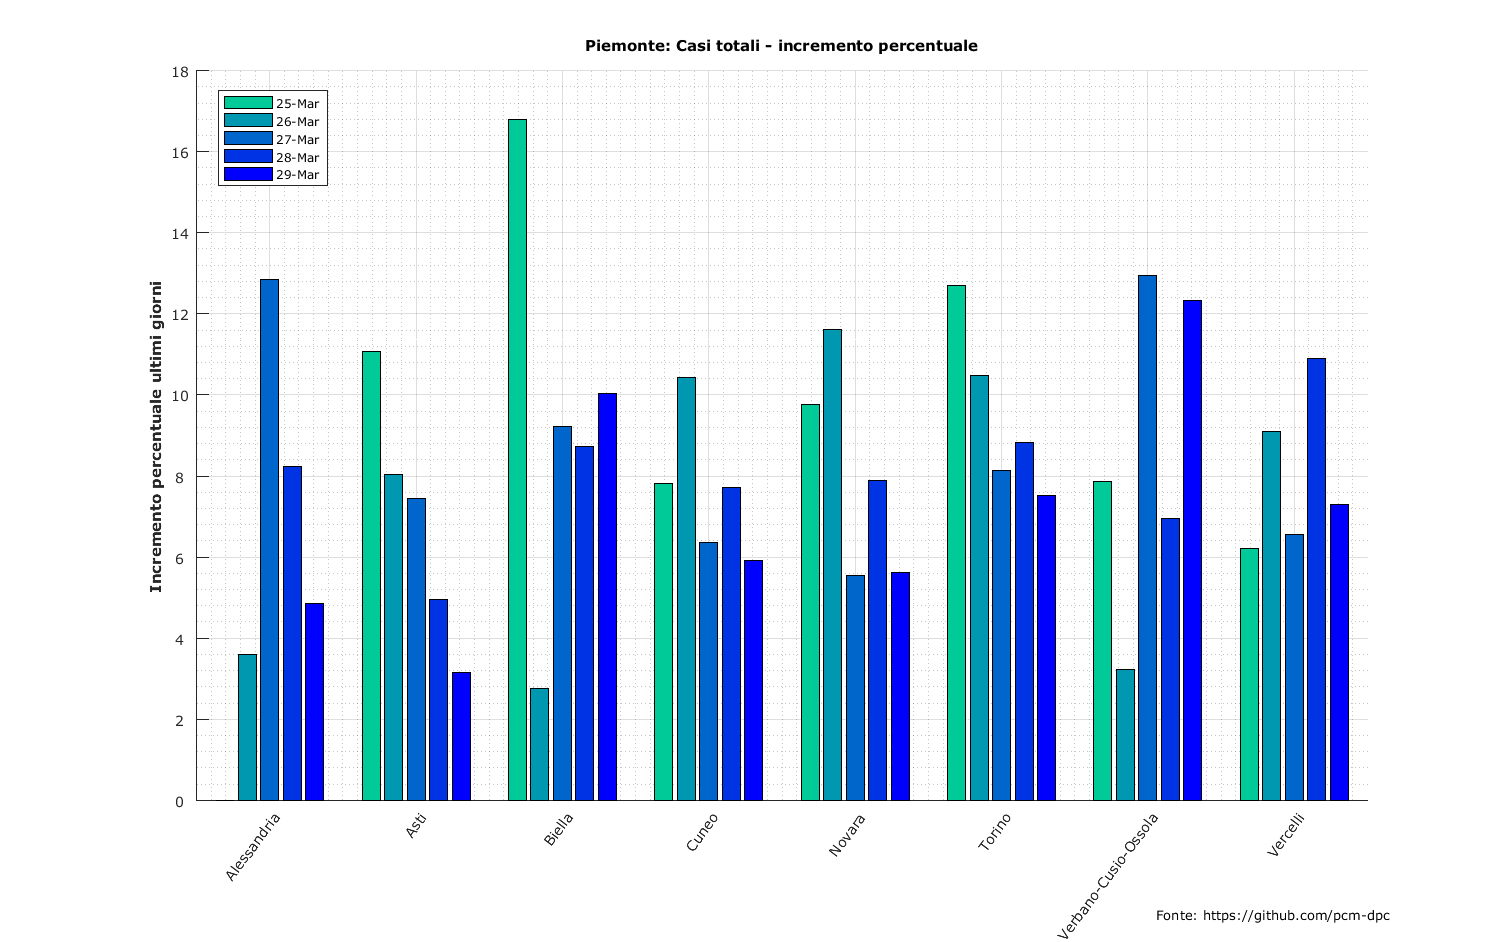 Piemonte: Casi totali - incremento percentuale
18
16
14
12
10
8
6
4
2
0
Incremento percentuale ultimi giorni
25-Mar
26-Mar
27-Mar
28-Mar
29-Mar
Alessandria
Asti
Biella
Cuneo
Novara
Torino
Verbano-Cusio-Ossola
Vercelli
Fonte: https://github.com/pcm-dpc